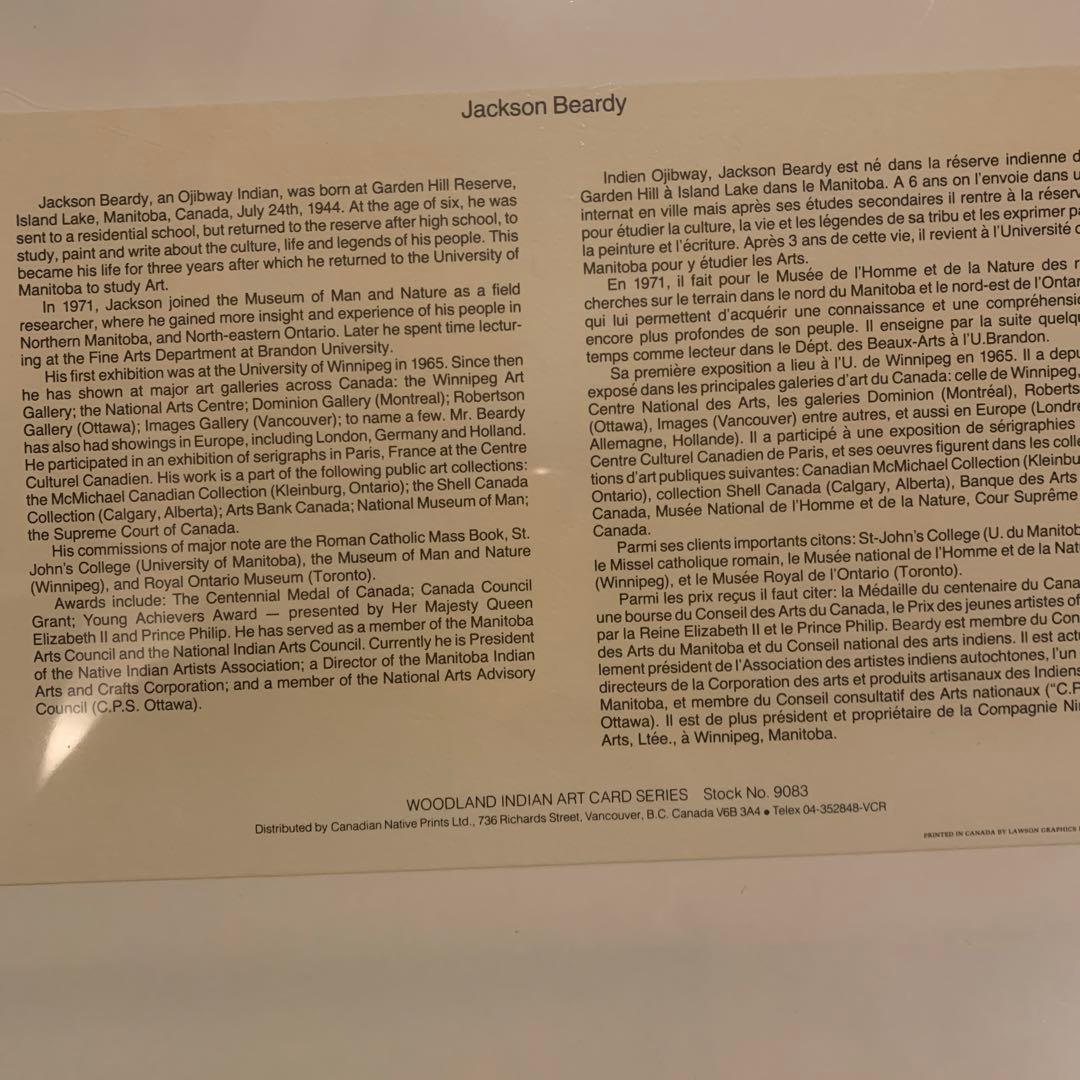 Jackson Beardy
Jackson Beardy, an Ojibway Indian, was born at Garden Hill Reserve,
Island Lake, Manitoba, Canada, July 24th, 1944. At the age of six, he was
sent to a residential school, but returned to the reserve after high school, to
study, paint and write about the culture, life and legends of his people. This
became his life for three years after which he returned to the University of
Manitoba to study Art.
In 1971, Jackson joined the Museum of Man and Nature as a field
researcher, where he gained more insight and experience of his people in
Northern Manitoba, and North-eastern Ontario. Later he spent time lectur-
ing at the Fine Arts Department at Brandon University.
His first exhibition was at the University of Winnipeg in 1965. Since then
he has shown at major art galleries across Canada: the Winnipeg Art
Gallery; the National Arts Centre; Dominion Gallery (Montreal); Robertson
Gallery (Ottawa); Images Gallery (Vancouver); to name a few. Mr. Beardy
has also had showings in Europe, including London, Germany and Holland.
He participated in an exhibition of serigraphs in Paris, France at the Centre
Culturel Canadien. His work is a part of the following public art collections:
the McMichael Canadian Collection (Kleinburg, Ontario); the Shell Canada
Collection (Calgary, Alberta); Arts Bank Canada; National Museum of Man;
the Supreme Court of Canada.
His commissions of major note are the Roman Catholic Mass Book, St.
John's College (University of Manitoba), the Museum of Man and Nature
(Winnipeg), and Royal Ontario Museum (Toronto).
Awards include: The Centennial Medal of Canada; Canada Council
Grant; Young Achievers Award — presented by Her Majesty Queen
Elizabeth II and Prince Philip. He has served as a member of the Manitoba
Arts Council and the National Indian Arts Council. Currently he is President
of the Native Indian Artists Association; a Director of the Manitoba Indian
Arts and Crafts Corporation; and a member of the National Arts Advisory
Council (C.P.S. Ottawa).
Indien Ojibway, Jackson Beardy est né dans la réserve indienne d
Garden Hill à Island Lake dans le Manitoba. A 6 ans on l'envoie dans u
internat en ville mais après ses études secondaires il rentre à la réserv
pour étudier la culture, la vie et les légendes de sa tribu et les exprimer pa
la peinture et l'écriture. Après 3 ans de cette vie, il revient à l'Université d
Manitoba pour y étudier les Arts.
En 1971, il fait pour le Musée de l'Homme et de la Nature des r
cherches sur le terrain dans le nord du Manitoba et le nord-est de l'Ontar
qui lui permettent d'acquérir une connaissance et une compréhensio
encore plus profondes de son peuple. Il enseigne par la suite quelqu
temps comme lecteur dans le Dépt. des Beaux-Arts à l'U.Brandon.
Sa première exposition a lieu à l'U. de Winnipeg en 1965. Il a depu
exposé dans les principales galeries d'art du Canada: celle de Winnipeg,
Centre National des Arts, les galeries Dominion (Montréal), Roberts
(Ottawa), Images (Vancouver) entre autres, et aussi en Europe (Londre
Allemagne, Hollande). Il a participé à une exposition de sérigraphies
Centre Culturel Canadien de Paris, et ses oeuvres figurent dans les colle
tions d'art publiques suivantes: Canadian McMichael Collection (Kleinbu
Ontario), collection Shell Canada (Calgary, Alberta), Banque des Arts
Canada, Musée National de l'Homme et de la Nature, Cour Suprême
Canada.
Parmi ses clients importants citons: St-John's College (U. du Manitob
le Missel catholique romain, le Musée national de l'Homme et de la Nat
(Winnipeg), et le Musée Royal de l'Ontario (Toronto).
Parmi les prix reçus il faut citer: la Médaille du centenaire du Cana
une bourse du Conseil des Arts du Canada, le Prix des jeunes artistes of
par la Reine Elizabeth II et le Prince Philip. Beardy est membre du Con
des Arts du Manitoba et du Conseil national des arts indiens. Il est actu
lement président de l'Association des artistes indiens autochtones, l'un
directeurs de la Corporation des arts et produits artisanaux des Indiens
Manitoba, et membre du Conseil consultatif des Arts nationaux ("C.P
Ottawa). Il est de plus président et propriétaire de la Compagnie Nin
Arts, Ltée., à Winnipeg, Manitoba.
WOODLAND INDIAN ART CARD SERIES Stock No. 9083
Distributed by Canadian Native Prints Ltd., 736 Richards Street, Vancouver, B.C. Canada V6B 3A4 ● Telex 04-352848-VCR
PRINTED IN CANADA BY LAWSON GRAPHICS